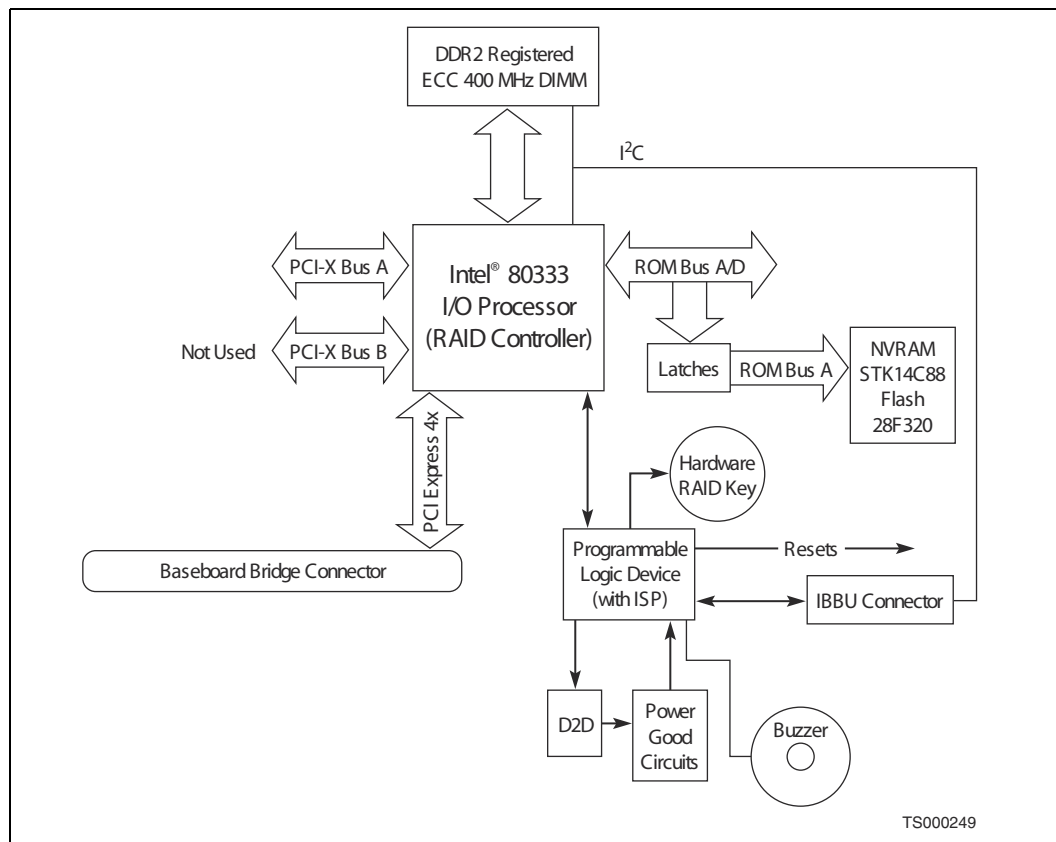 DDR2 Registered
ECC 400 MHz DIMM
I²C
PCI-X Bus A
Intel® 80333
I/O Processor
(RAID Controller)
ROM Bus A/D
Not Used
PCI-X Bus B
Latches
ROM Bus A
NVRAM
STK14C88
Flash
28F320
PCI Express 4x
Hardware
RAID Key
Baseboard Bridge Connector
Programmable
Logic Device
(with ISP)
Resets
IBBU Connector
D2D
Power
Good
Circuits
Buzzer
TS000249